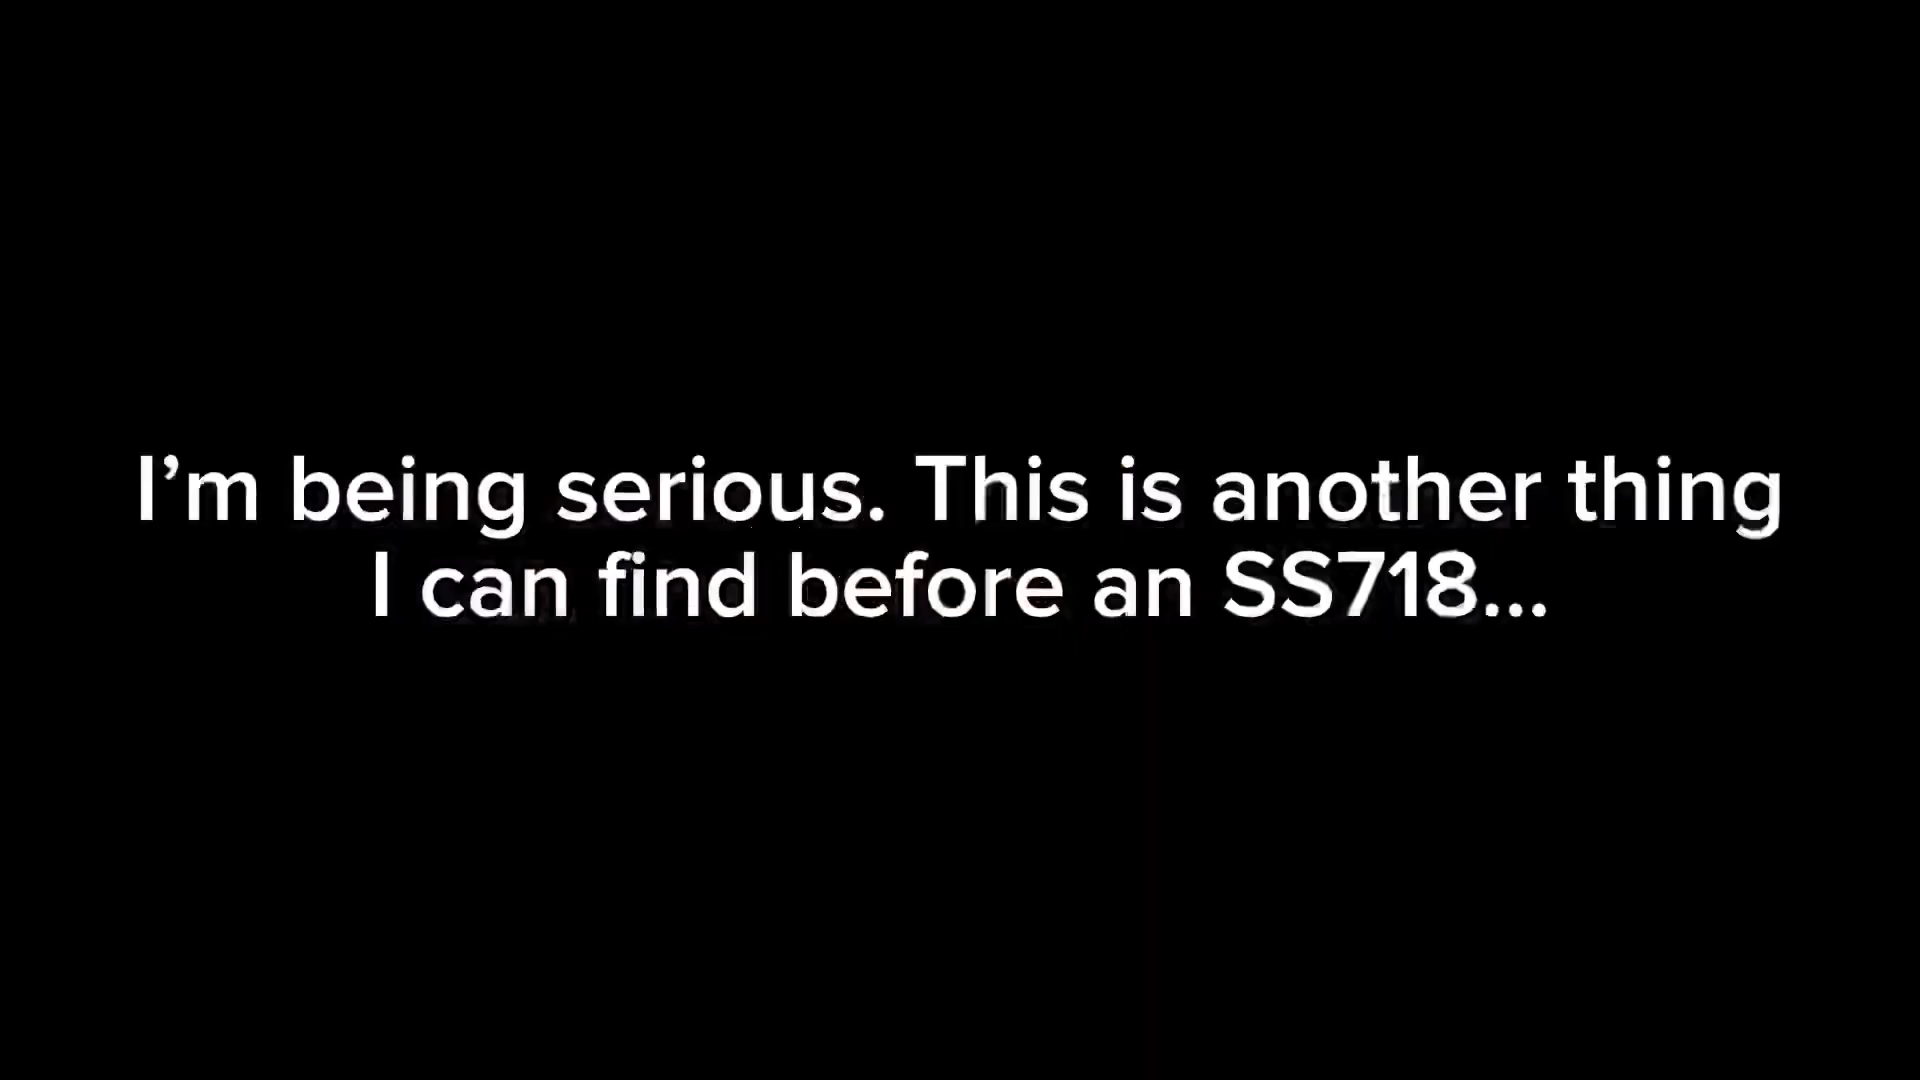 I’m being serious. This is another thing
I can find before an SS718...